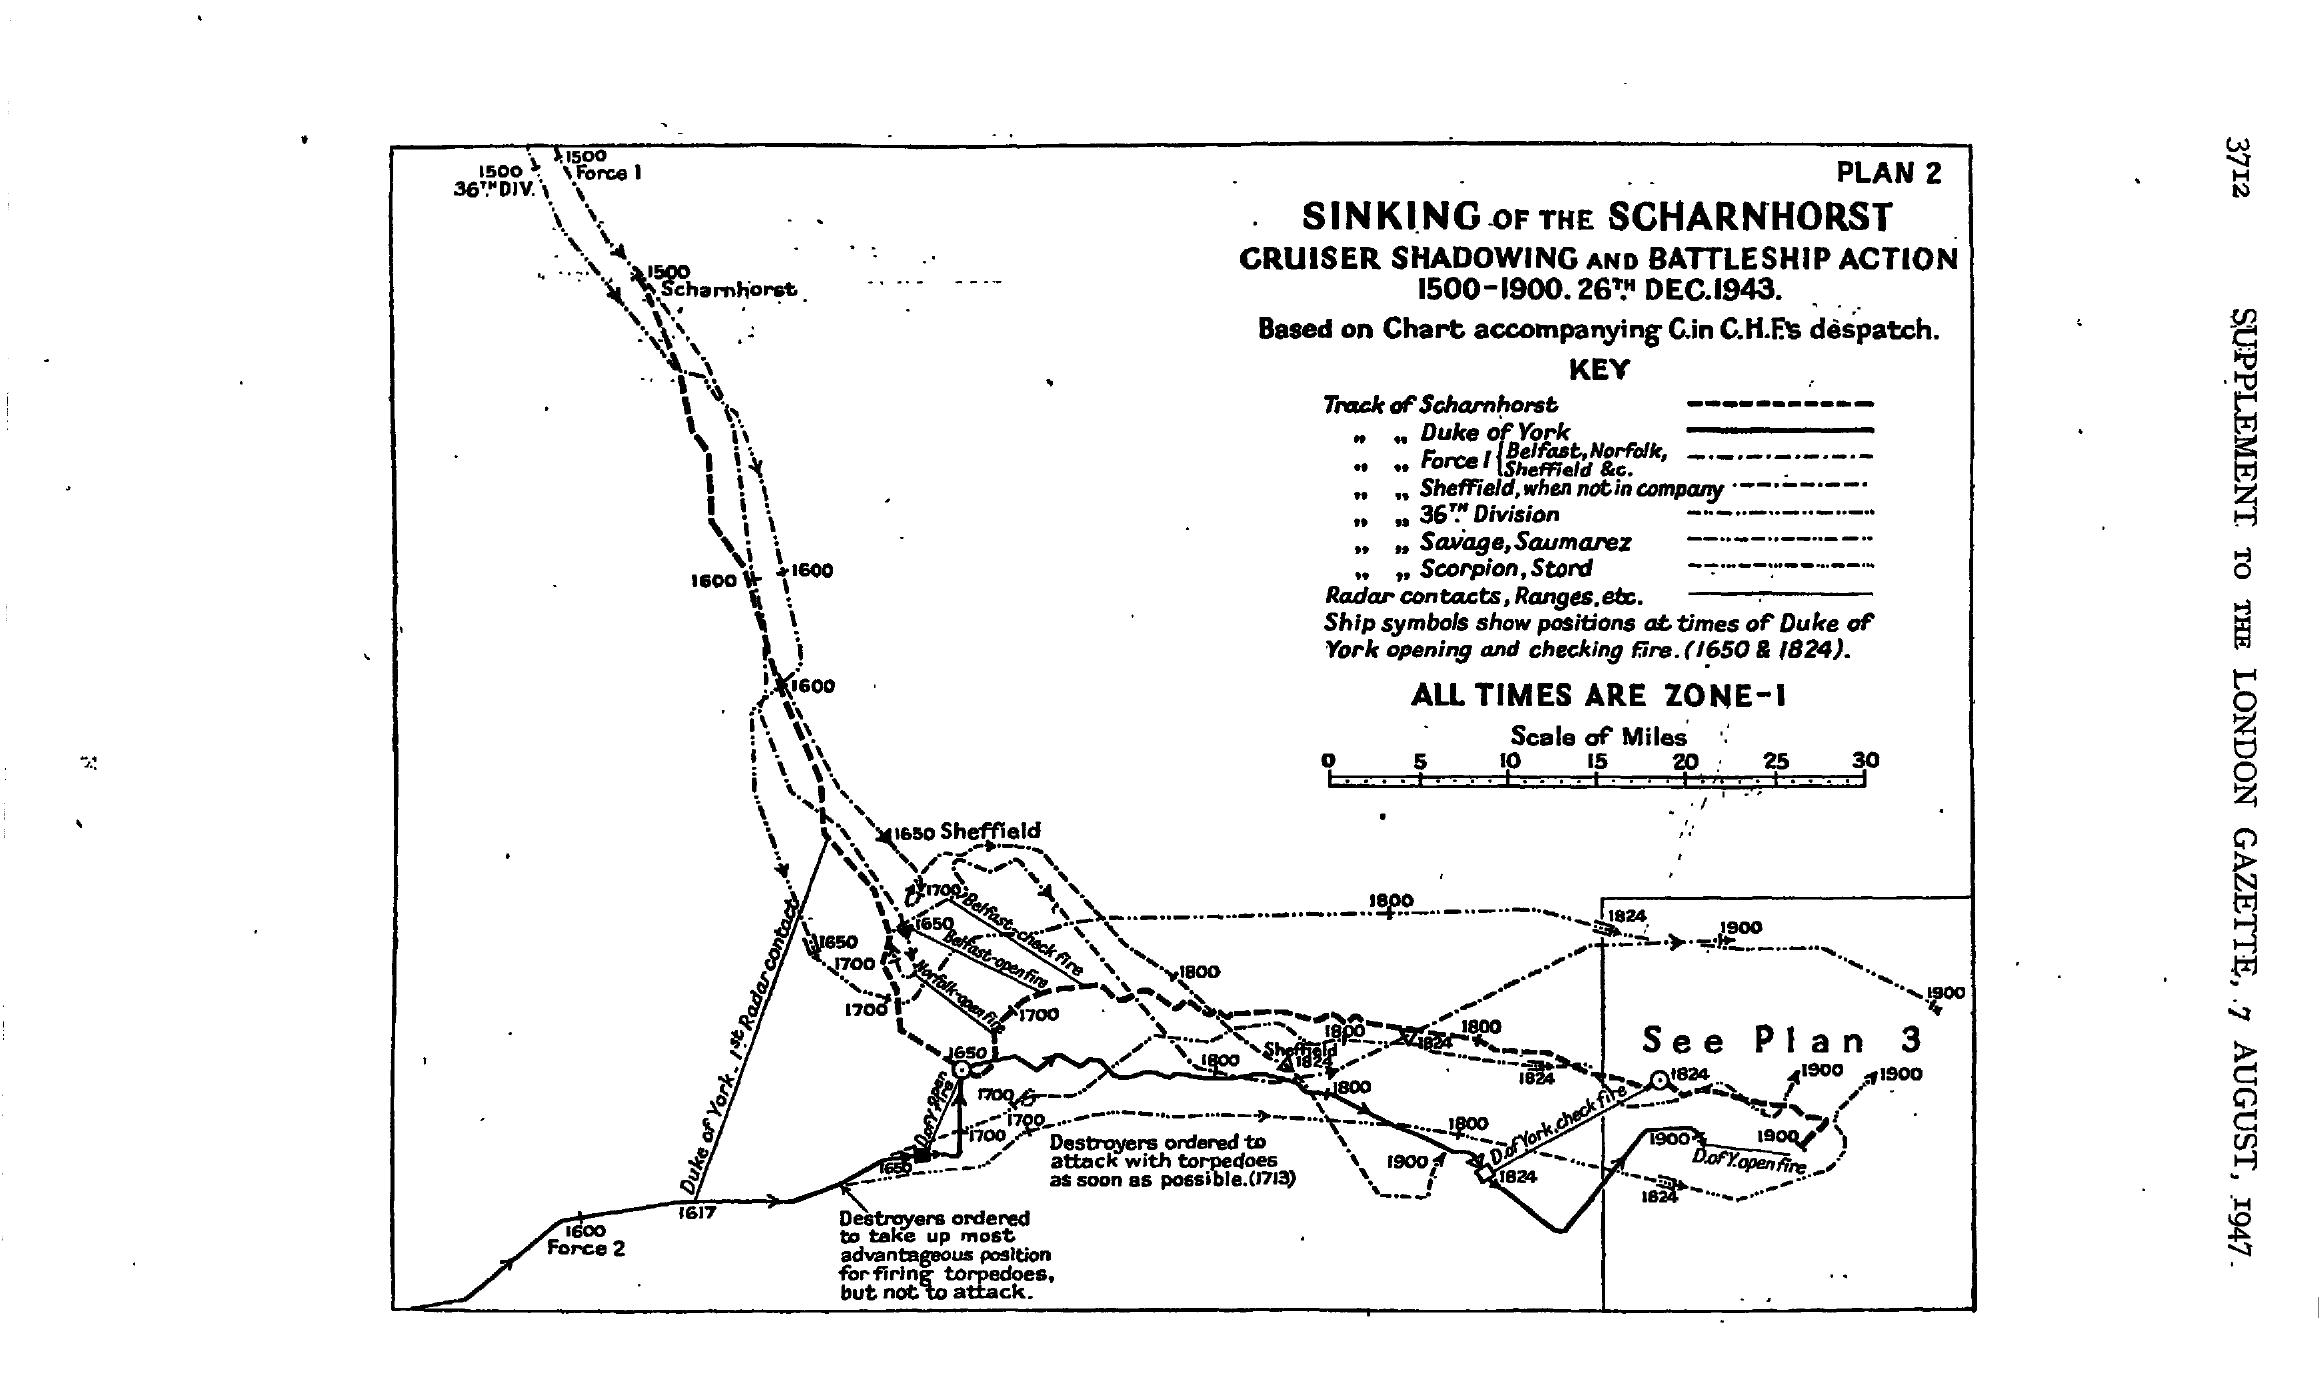 3712 SUPPLEMENT TO THE LONDON GAZETTE, 7 AUGUST, 1947
PLAN 2
SINKING OF THE SCHARNHORST
CRUISER SHADOWING AND BATTLESHIP ACTION
1500-1900. 26TH DEC. 1943.
Based on Chart accompanying C.in C.H.F.'s despatch.
KEY
Track of Scharnhorst
" " Duke of York
" " Force 1 { Belfast, Norfolk,
Sheffield &c.
" " Sheffield, when not in company
" " 36TH Division
" " Savage, Saumarez
" " Scorpion, Stord
Radar contacts, Ranges, etc.
Ship symbols show positions at times of Duke of
York opening and checking fire. (1650 & 1824).
ALL TIMES ARE ZONE-1
Scale of Miles
0 5 10 15 20 25 30
1500
Force 1
1500
36TH DIV.
1500
Scharnhorst
1600
1600
1600
1650 Sheffield
1700
Belfast-check fire
1650
Belfast-open fire
1650
1700
Norfolk-open fire
1700
1700
1650
D.of Y. open
fire
Duke of York - 1st Radar contact
1800
1824
1900
1800
1900
1800
1800
1824
See Plan 3
Sheffield
1824
1800
1824
1824
1900
1900
1800
1700
1700
1700
1650
Destroyers ordered to
attack with torpedoes
as soon as possible. (1713)
1800
D.of York, check fire
1900
1824
1900
1900
D.of Y. open fire
1824
1617
1600
Force 2
Destroyers ordered
to take up most
advantageous position
for firing torpedoes,
but not to attack.